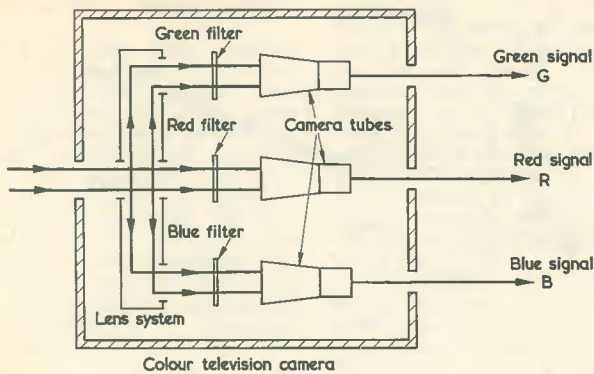 Green filter
Green signal
G
Red filter
Camera tubes
Red signal
R
Blue filter
Blue signal
B
Lens system
Colour television camera